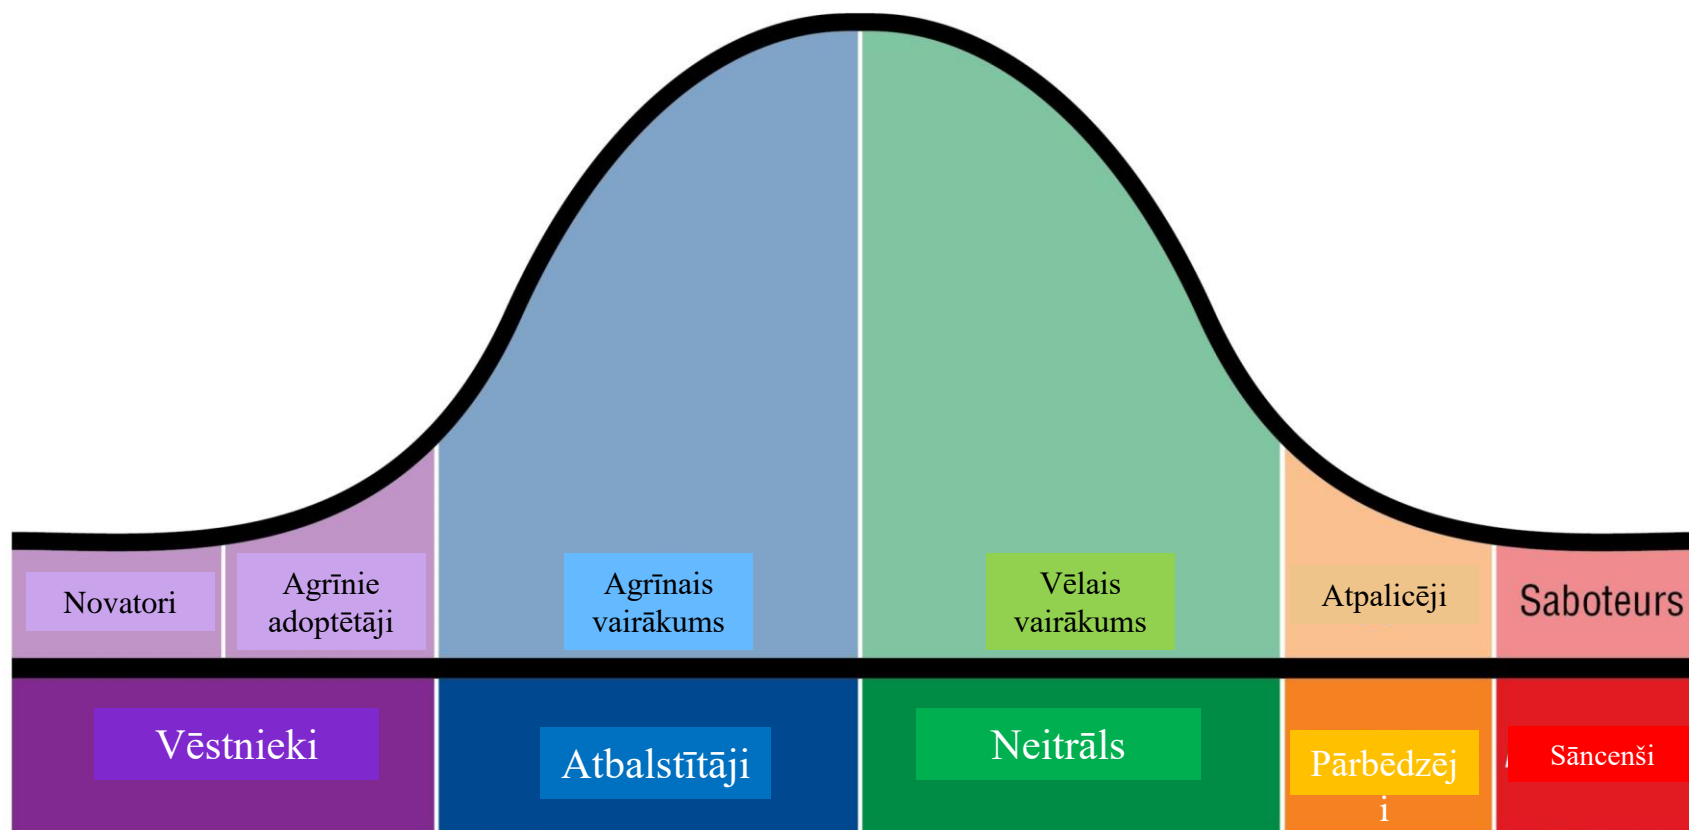 Novatori
Agrīnie
adoptētāji
Agrīnais
vairākums
Vēlais
vairākums
Atpalicēji
Saboteurs
Vēstnieki
Atbalstītāji
Neitrāls
Pārbēdzēj
i
Sāncenši